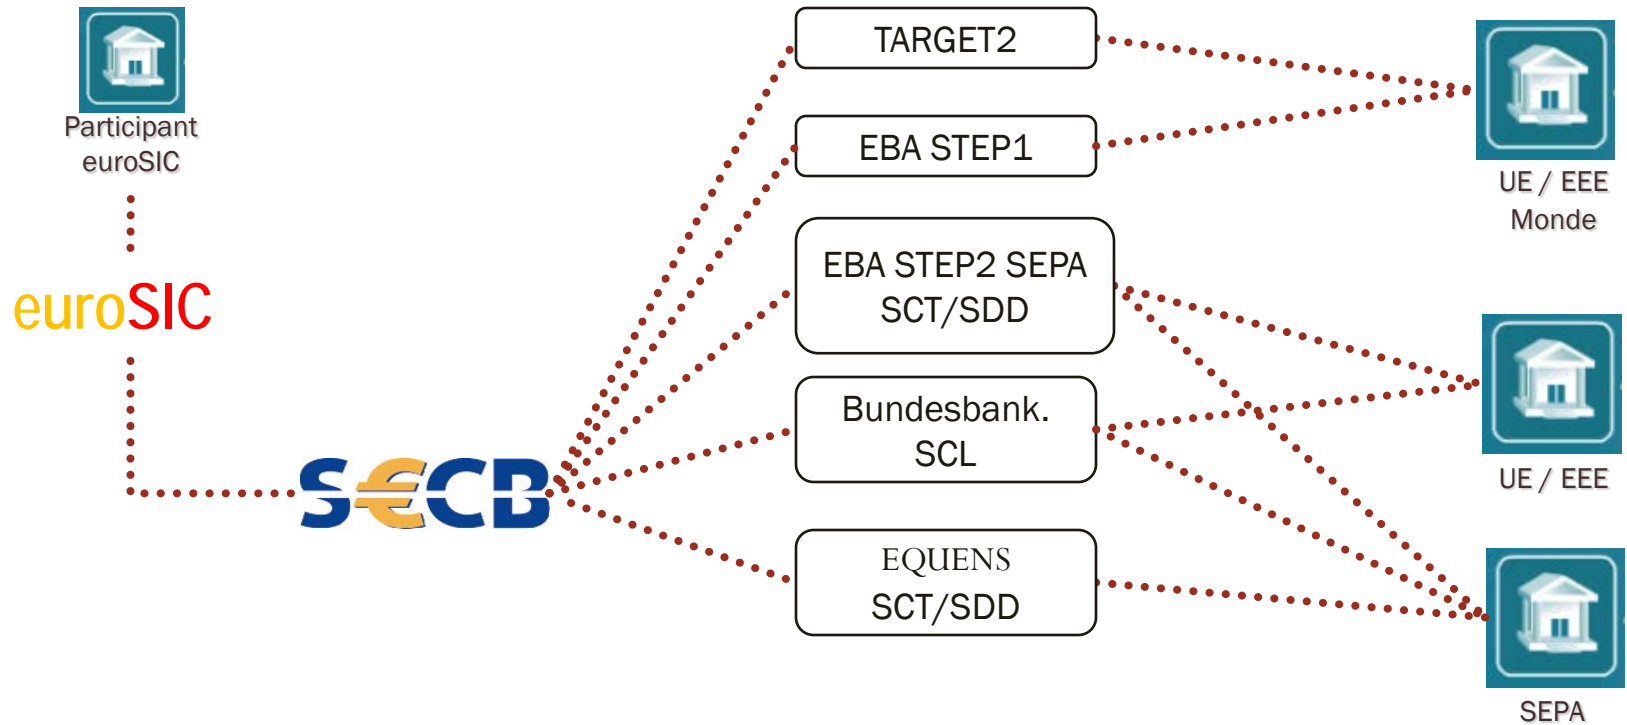 Participant
euroSIC
euroSIC
S€CB
TARGET2
EBA STEP1
EBA STEP2 SEPA
SCT/SDD
Bundesbank.
SCL
EQUENS
SCT/SDD
UE / EEE
Monde
UE / EEE
SEPA